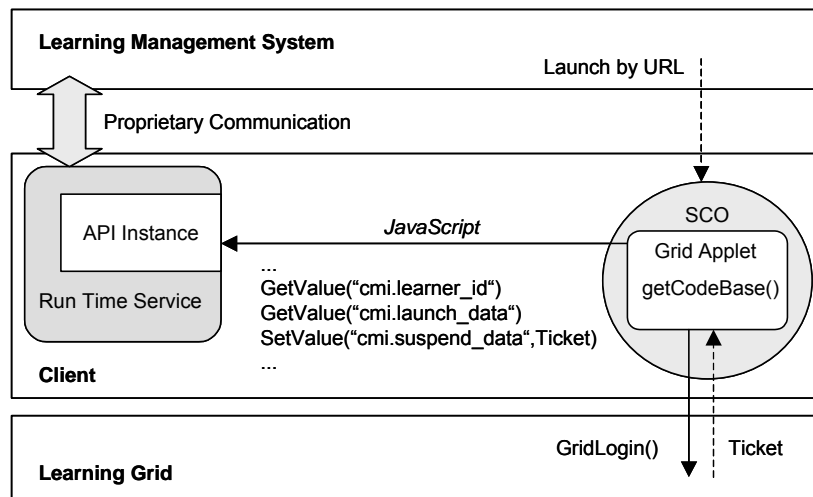 Learning Management System
Launch by URL
Proprietary Communication
SCO
API Instance
JavaScript
Grid Applet
getCodeBase()
Run Time Service
...
GetValue(“cmi.learner_id“)
GetValue(“cmi.launch_data“)
SetValue(“cmi.suspend_data“,Ticket)
...
Client
GridLogin()
Ticket
Learning Grid